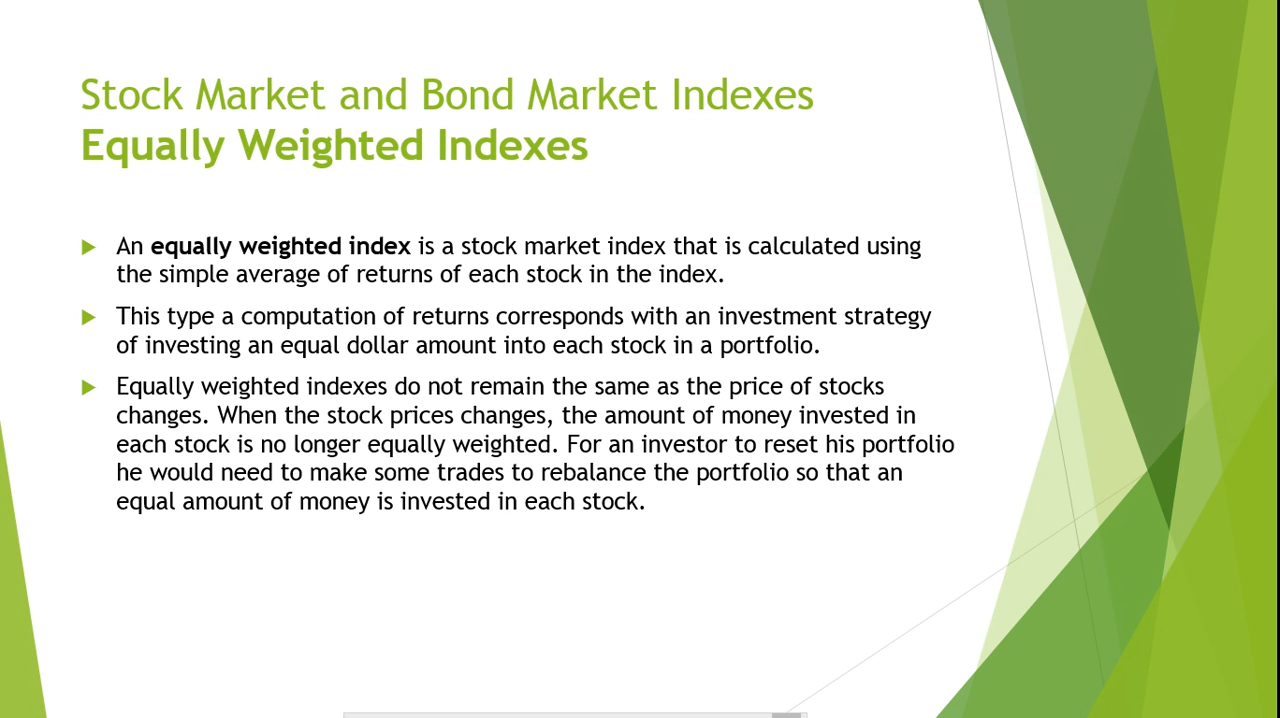 Stock Market and Bond Market Indexes
Equally Weighted Indexes
An equally weighted index is a stock market index that is calculated using
the simple average of returns of each stock in the index.
This type a computation of returns corresponds with an investment strategy
of investing an equal dollar amount into each stock in a portfolio.
Equally weighted indexes do not remain the same as the price of stocks
changes. When the stock prices changes, the amount of money invested in
each stock is no longer equally weighted. For an investor to reset his portfolio
he would need to make some trades to rebalance the portfolio so that an
equal amount of money is invested in each stock.